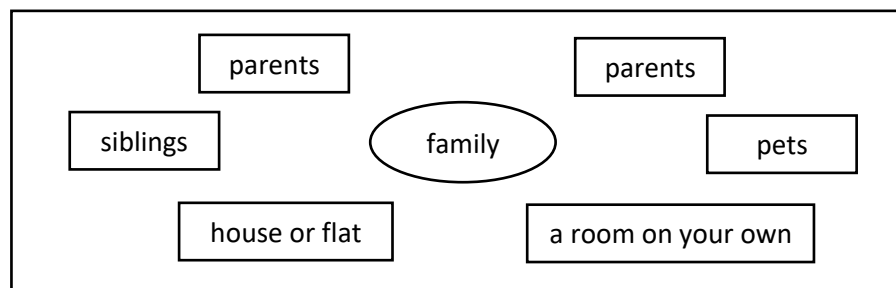 parents
parents
siblings
family
pets
house or flat
a room on your own